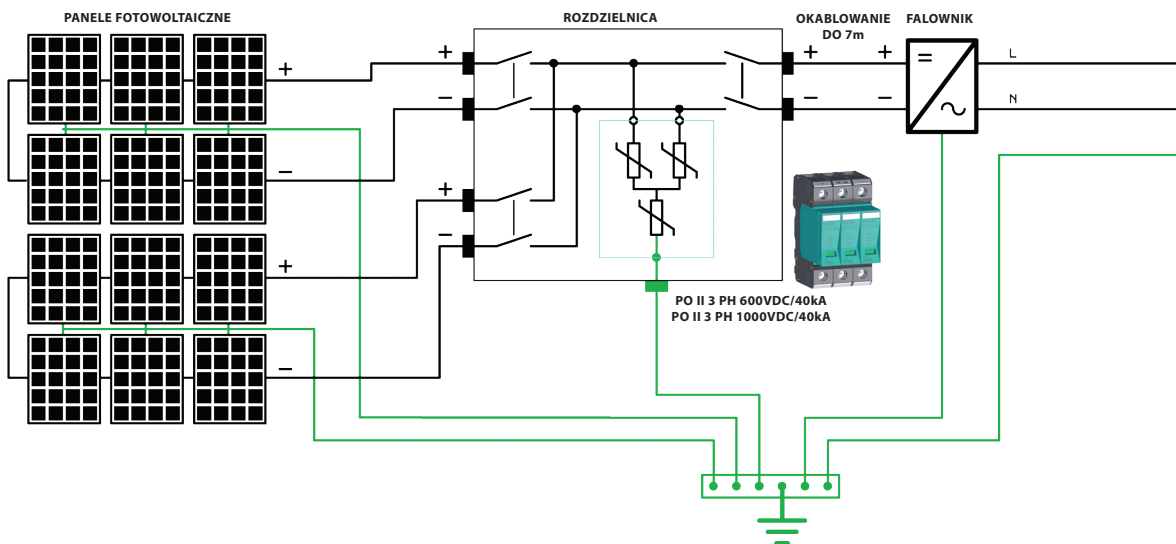 PANELE FOTOWOLTAICZNE
ROZDZIELNICA
OKABLOWANIE
DO 7m
FALOWNIK
+
−
+
−
+
−
+
−
+
−
+
−
L
N
PO II 3 PH 600VDC/40kA
PO II 3 PH 1000VDC/40kA